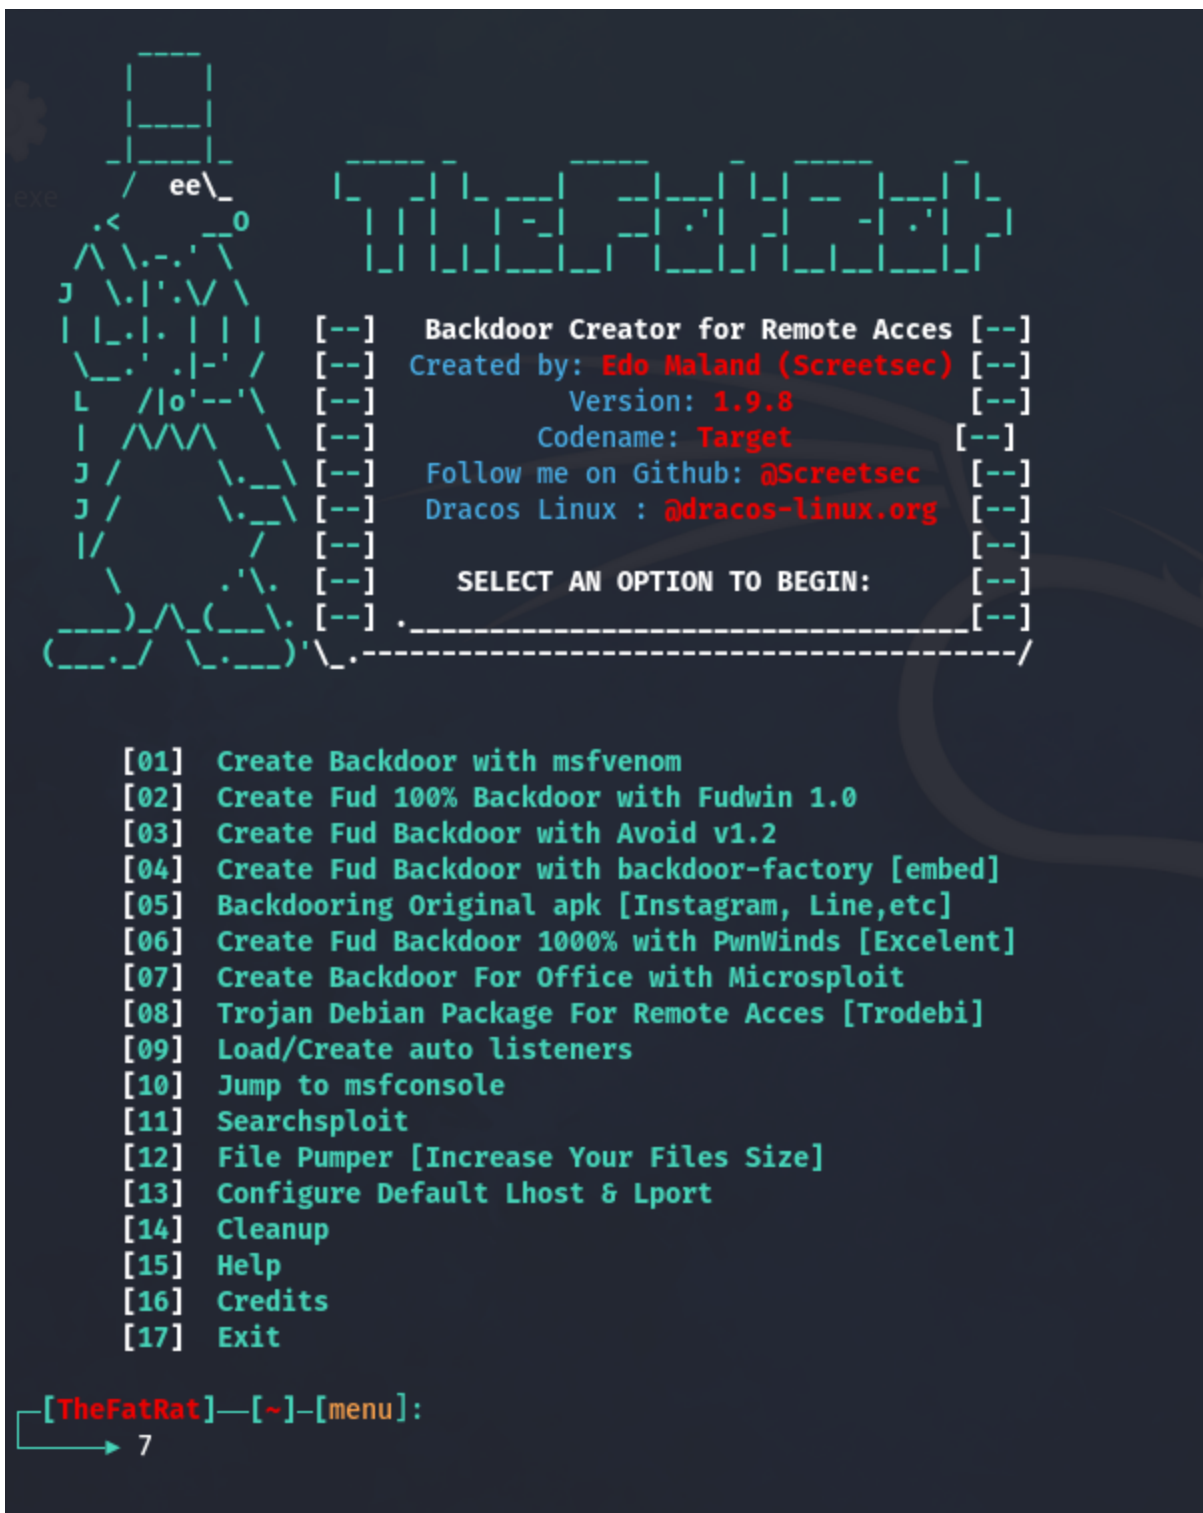 exe
ee
TheFatRat
[--] Backdoor Creator for Remote Acces [--]
[--] Created by: Edo Maland (Screetsec) [--]
[--] Version: 1.9.8 [--]
[--] Codename: Target [--]
[--] Follow me on Github: @Screetsec [--]
[--] Dracos Linux : @dracos-linux.org [--]
[--] [--]
[--] SELECT AN OPTION TO BEGIN: [--]
[--] .___________________________________[--]
[01] Create Backdoor with msfvenom
[02] Create Fud 100% Backdoor with Fudwin 1.0
[03] Create Fud Backdoor with Avoid v1.2
[04] Create Fud Backdoor with backdoor-factory [embed]
[05] Backdooring Original apk [Instagram, Line,etc]
[06] Create Fud Backdoor 1000% with PwnWinds [Excelent]
[07] Create Backdoor For Office with Microsploit
[08] Trojan Debian Package For Remote Acces [Trodebi]
[09] Load/Create auto listeners
[10] Jump to msfconsole
[11] Searchsploit
[12] File Pumper [Increase Your Files Size]
[13] Configure Default Lhost & Lport
[14] Cleanup
[15] Help
[16] Credits
[17] Exit
[TheFatRat]—[~]-[menu]:
7